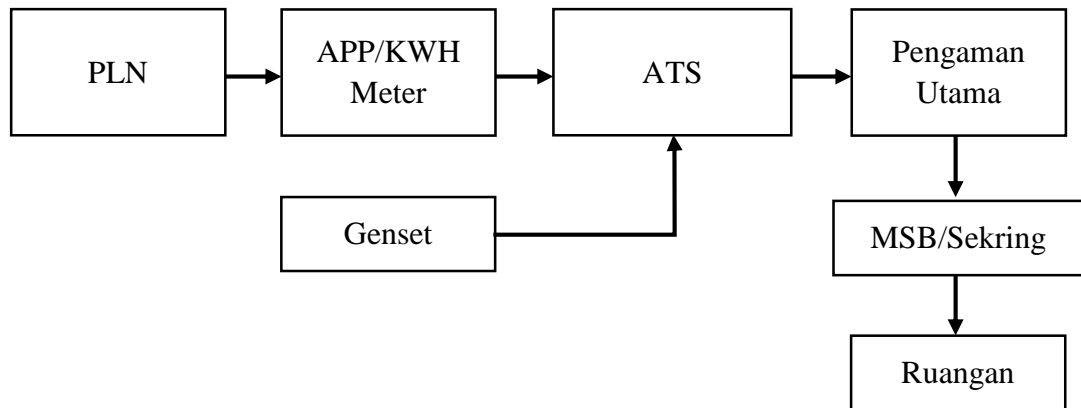 PLN
APP/KWH
Meter
ATS
Pengaman
Utama
Genset
MSB/Sekring
Ruangan